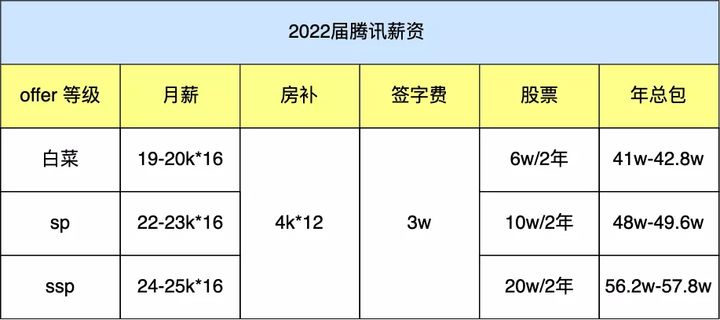 2022届腾讯薪资
offer 等级 月薪 房补 签字费 股票 年总包
白菜 19-20k*16 6w/2年 41w-42.8w
sp 22-23k*16 4k*12 3w 10w/2年 48w-49.6w
ssp 24-25k*16 20w/2年 56.2w-57.8w